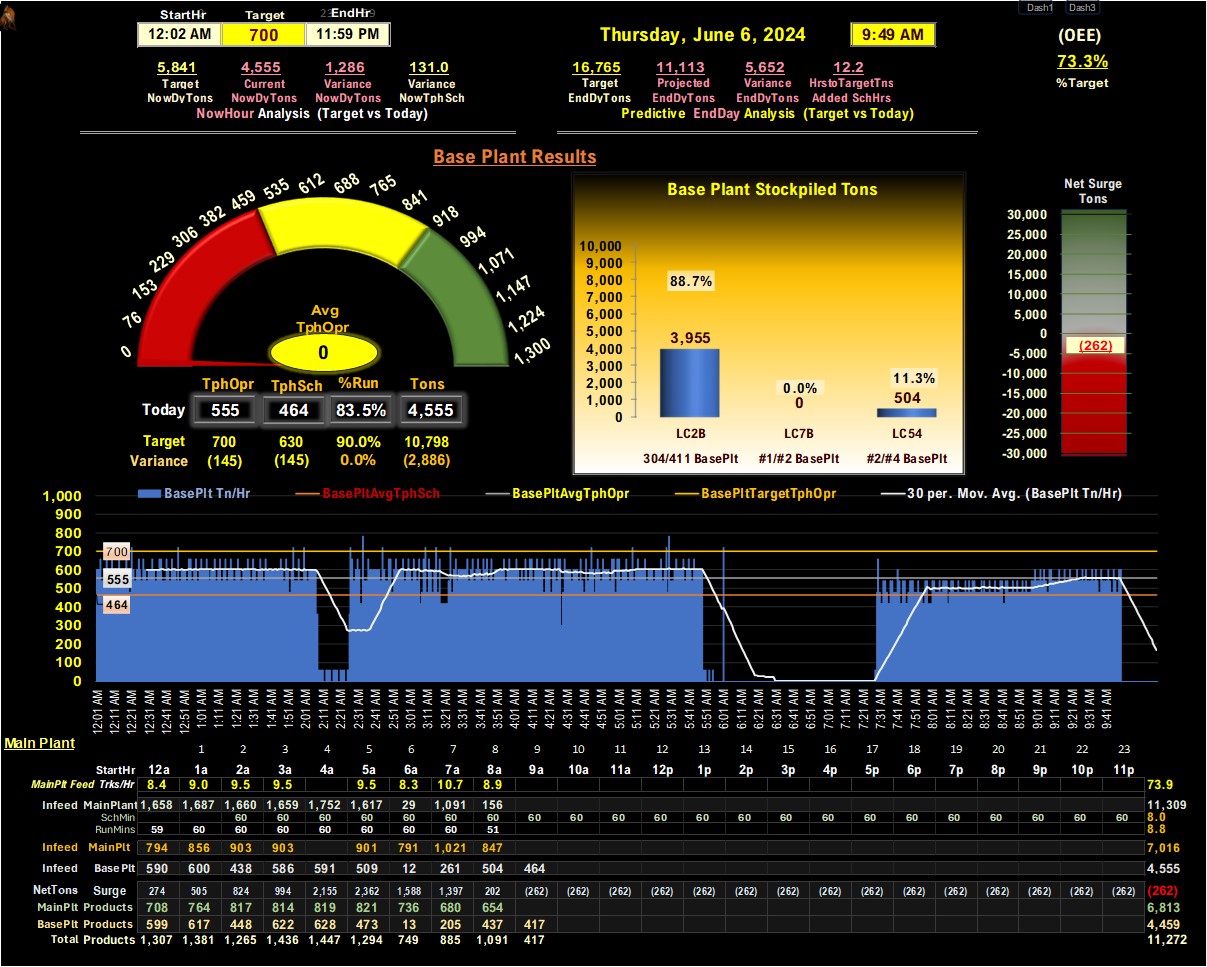 Dash1 Dash3
StartHr Target EndHr
12:02 AM 700 11:59 PM
Thursday, June 6, 2024 9:49 AM
(OEE)
73.3%
%Target
5,841 4,555 1,286 131.0
Target Current Variance Variance
NowDyTons NowDyTons NowDyTons NowTphSch
NowHour Analysis (Target vs Today)
16,765 11,113 5,652 12.2
Target Projected Variance HrstoTargetTns
EndDyTons EndDyTons EndDyTons Added SchHrs
Predictive EndDay Analysis (Target vs Today)
Base Plant Results
0 76 153 229 306 382 459 535 612 688 765 841 918 994 1,071 1,147 1,224 1,300
Avg
TphOpr
0
TphOpr TphSch %Run Tons
Today 555 464 83.5% 4,555
Target 700 630 90.0% 10,798
Variance (145) (145) 0.0% (2,886)
Base Plant Stockpiled Tons
10,000
9,000
8,000
7,000
6,000
5,000
4,000
3,000
2,000
1,000
0
88.7%
3,955
0.0%
0
11.3%
504
LC2B LC7B LC54
304/411 BasePlt #1/#2 BasePlt #2/#4 BasePlt
Net Surge
Tons
30,000
25,000
20,000
15,000
10,000
5,000
0
-5,000
-10,000
-15,000
-20,000
-25,000
-30,000
(262)
BasePlt Tn/Hr BasePltAvgTphSch BasePltAvgTphOpr BasePltTargetTphOpr 30 per. Mov. Avg. (BasePlt Tn/Hr)
1,000
900
800
700
600
500
400
300
200
100
0
700
555
464
12:01 AM 12:11 AM 12:21 AM 12:31 AM 12:41 AM 12:51 AM 1:01 AM 1:11 AM 1:21 AM 1:31 AM 1:41 AM 1:51 AM 2:01 AM 2:11 AM 2:21 AM 2:31 AM 2:41 AM 2:51 AM 3:01 AM 3:11 AM 3:21 AM 3:31 AM 3:41 AM 3:51 AM 4:01 AM 4:11 AM 4:21 AM 4:31 AM 4:41 AM 4:51 AM 5:01 AM 5:11 AM 5:21 AM 5:31 AM 5:41 AM 5:51 AM 6:01 AM 6:11 AM 6:21 AM 6:31 AM 6:41 AM 6:51 AM 7:01 AM 7:11 AM 7:21 AM 7:31 AM 7:41 AM 7:51 AM 8:01 AM 8:11 AM 8:21 AM 8:31 AM 8:41 AM 8:51 AM 9:01 AM 9:11 AM 9:21 AM 9:31 AM 9:41 AM
Main Plant
1 2 3 4 5 6 7 8 9 10 11 12 13 14 15 16 17 18 19 20 21 22 23
StartHr 12a 1a 2a 3a 4a 5a 6a 7a 8a 9a 10a 11a 12p 1p 2p 3p 4p 5p 6p 7p 8p 9p 10p 11p
MainPlt Feed Trks/Hr 8.4 9.0 9.5 9.5 9.5 8.3 10.7 8.9 73.9
Infeed MainPlant 1,658 1,687 1,660 1,659 1,752 1,617 29 1,091 156 11,309
SchMin 60 60 60 60 60 60 60 60 60 60 60 60 60 60 60 60 60 60 60 60 60 60 8.0
RunMins 59 60 60 60 60 60 60 60 51 8.8
Infeed MainPlt 794 856 903 903 901 791 1,021 847 7,016
Infeed BasePlt 590 600 438 586 591 509 12 261 504 464 4,555
NetTons Surge 274 505 824 994 2,155 2,362 1,588 1,397 202 (262) (262) (262) (262) (262) (262) (262) (262) (262) (262) (262) (262) (262) (262) (262) (262)
MainPlt Products 708 764 817 814 819 821 736 680 654 6,813
BasePlt Products 599 617 448 622 628 473 13 205 437 417 4,459
Total Products 1,307 1,381 1,265 1,436 1,447 1,294 749 885 1,091 417 11,272